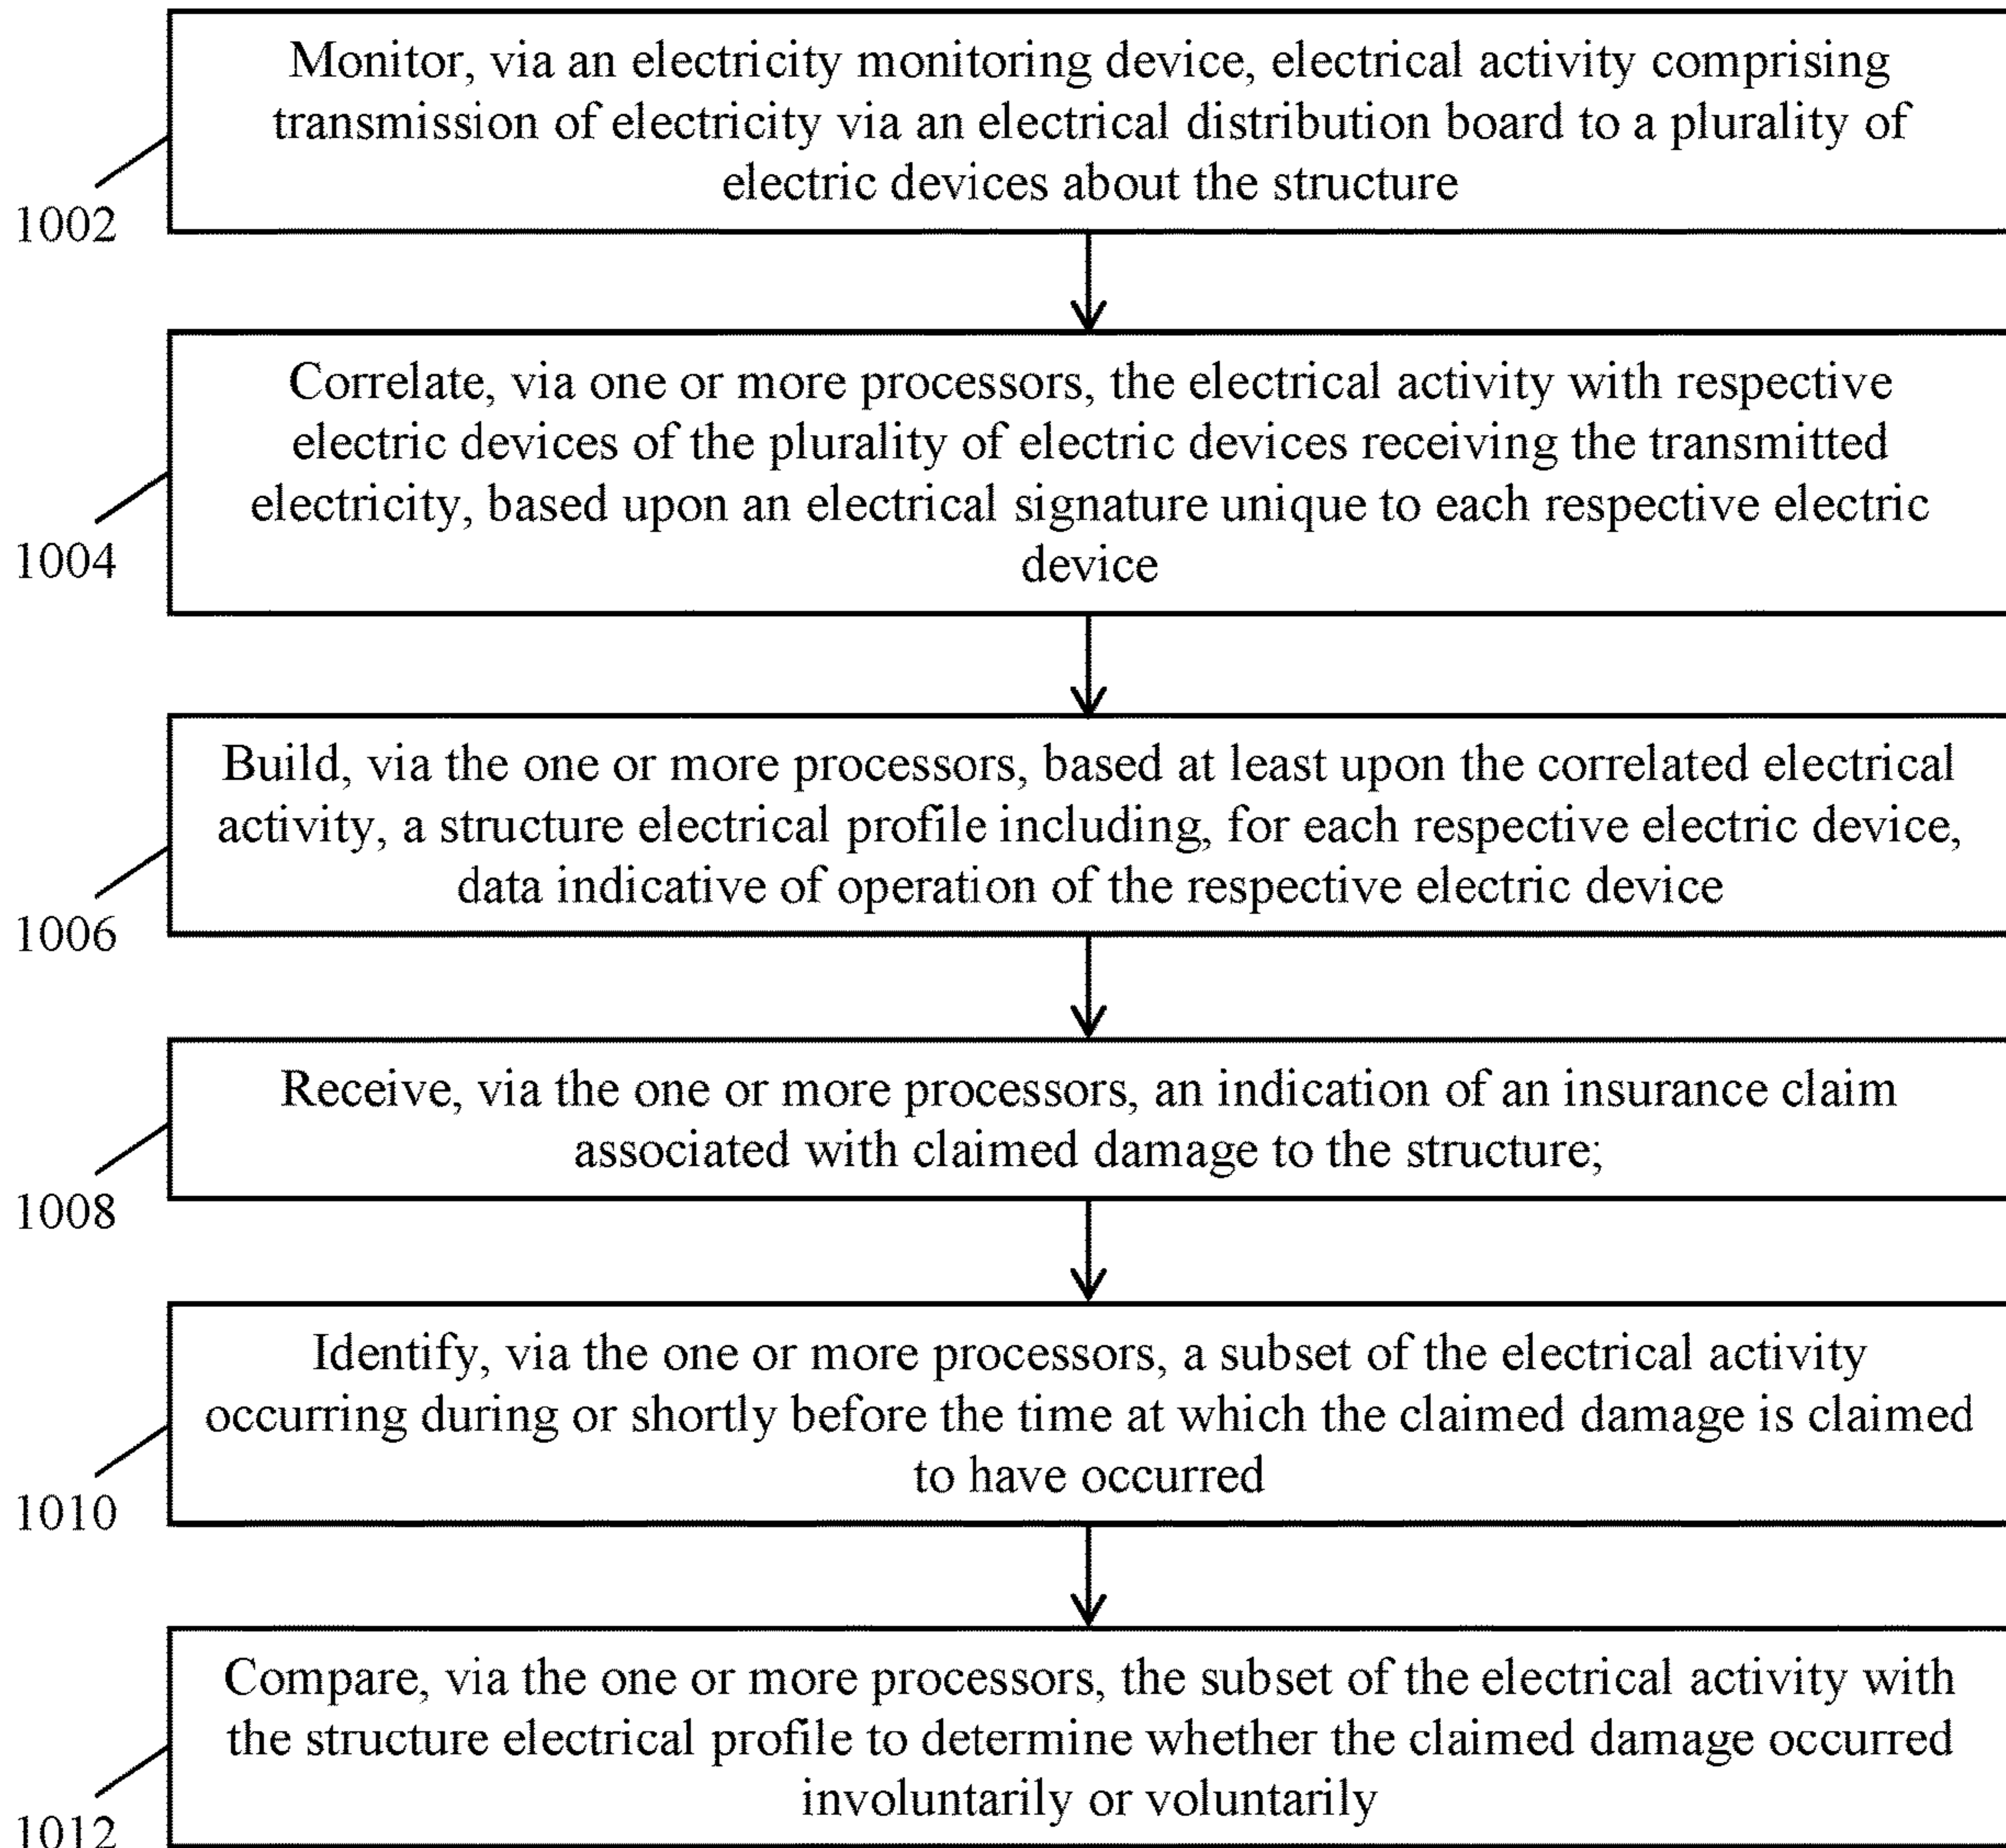 Monitor, via an electricity monitoring device, electrical activity comprising
transmission of electricity via an electrical distribution board to a plurality of
electric devices about the structure
1002
Correlate, via one or more processors, the electrical activity with respective
electric devices of the plurality of electric devices receiving the transmitted
electricity, based upon an electrical signature unique to each respective electric
device
1004
Build, via the one or more processors, based at least upon the correlated electrical
activity, a structure electrical profile including, for each respective electric device,
data indicative of operation of the respective electric device
1006
Receive, via the one or more processors, an indication of an insurance claim
associated with claimed damage to the structure;
1008
Identify, via the one or more processors, a subset of the electrical activity
occurring during or shortly before the time at which the claimed damage is claimed
to have occurred
1010
Compare, via the one or more processors, the subset of the electrical activity with
the structure electrical profile to determine whether the claimed damage occurred
involuntarily or voluntarily
1012